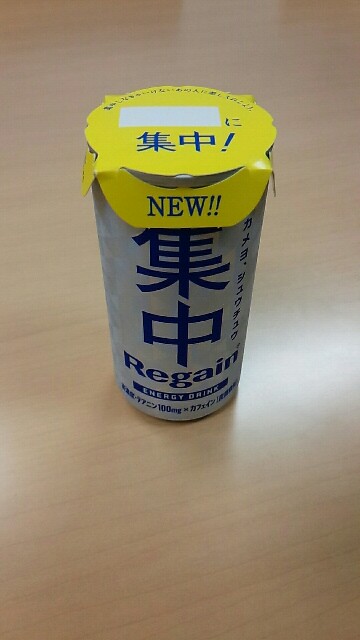 に
集中!
NEW!!
集中
カメヨ、シュウチュウ。
Regain
ENERGY DRINK
テアニン100mg×カフェイン